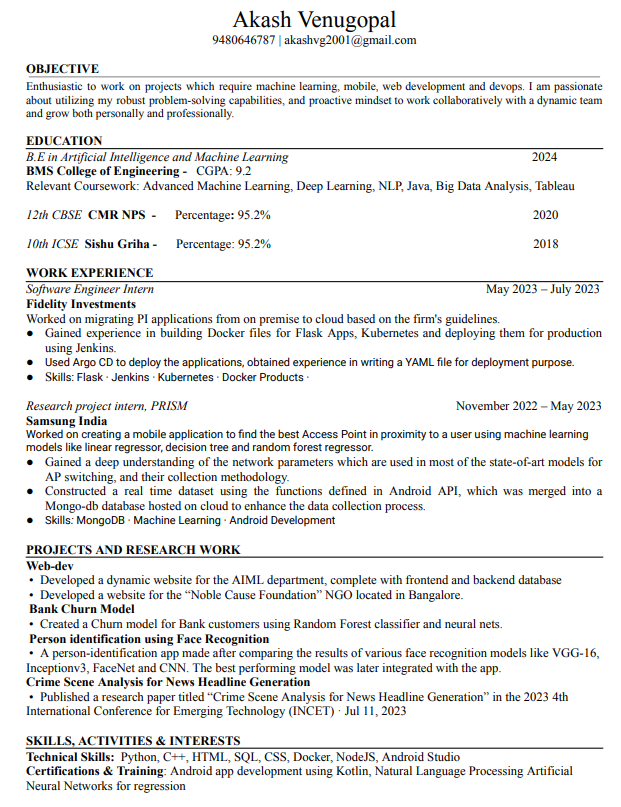 Akash Venugopal
9480646787 | akashvg2001@gmail.com
OBJECTIVE
Enthusiastic to work on projects which require machine learning, mobile, web development and devops. I am passionate
about utilizing my robust problem-solving capabilities, and proactive mindset to work collaboratively with a dynamic team
and grow both personally and professionally.
EDUCATION
B.E in Artificial Intelligence and Machine Learning 2024
BMS College of Engineering - CGPA: 9.2
Relevant Coursework: Advanced Machine Learning, Deep Learning, NLP, Java, Big Data Analysis, Tableau
12th CBSE CMR NPS - Percentage: 95.2% 2020
10th ICSE Sishu Griha - Percentage: 95.2% 2018
WORK EXPERIENCE
Software Engineer Intern May 2023 – July 2023
Fidelity Investments
Worked on migrating PI applications from on premise to cloud based on the firm's guidelines.
● Gained experience in building Docker files for Flask Apps, Kubernetes and deploying them for production
using Jenkins.
● Used Argo CD to deploy the applications, obtained experience in writing a YAML file for deployment purpose.
● Skills: Flask · Jenkins · Kubernetes · Docker Products ·
Research project intern, PRISM November 2022 – May 2023
Samsung India
Worked on creating a mobile application to find the best Access Point in proximity to a user using machine learning
models like linear regressor, decision tree and random forest regressor.
● Gained a deep understanding of the network parameters which are used in most of the state-of-art models for
AP switching, and their collection methodology.
● Constructed a real time dataset using the functions defined in Android API, which was merged into a
Mongo-db database hosted on cloud to enhance the data collection process.
● Skills: MongoDB · Machine Learning · Android Development
PROJECTS AND RESEARCH WORK
Web-dev
• Developed a dynamic website for the AIML department, complete with frontend and backend database
• Developed a website for the “Noble Cause Foundation” NGO located in Bangalore.
Bank Churn Model
• Created a Churn model for Bank customers using Random Forest classifier and neural nets.
Person identification using Face Recognition
• A person-identification app made after comparing the results of various face recognition models like VGG-16,
Inceptionv3, FaceNet and CNN. The best performing model was later integrated with the app.
Crime Scene Analysis for News Headline Generation
• Published a research paper titled “Crime Scene Analysis for News Headline Generation” in the 2023 4th
International Conference for Emerging Technology (INCET) · Jul 11, 2023
SKILLS, ACTIVITIES & INTERESTS
Technical Skills: Python, C++, HTML, SQL, CSS, Docker, NodeJS, Android Studio
Certifications & Training: Android app development using Kotlin, Natural Language Processing Artificial
Neural Networks for regression